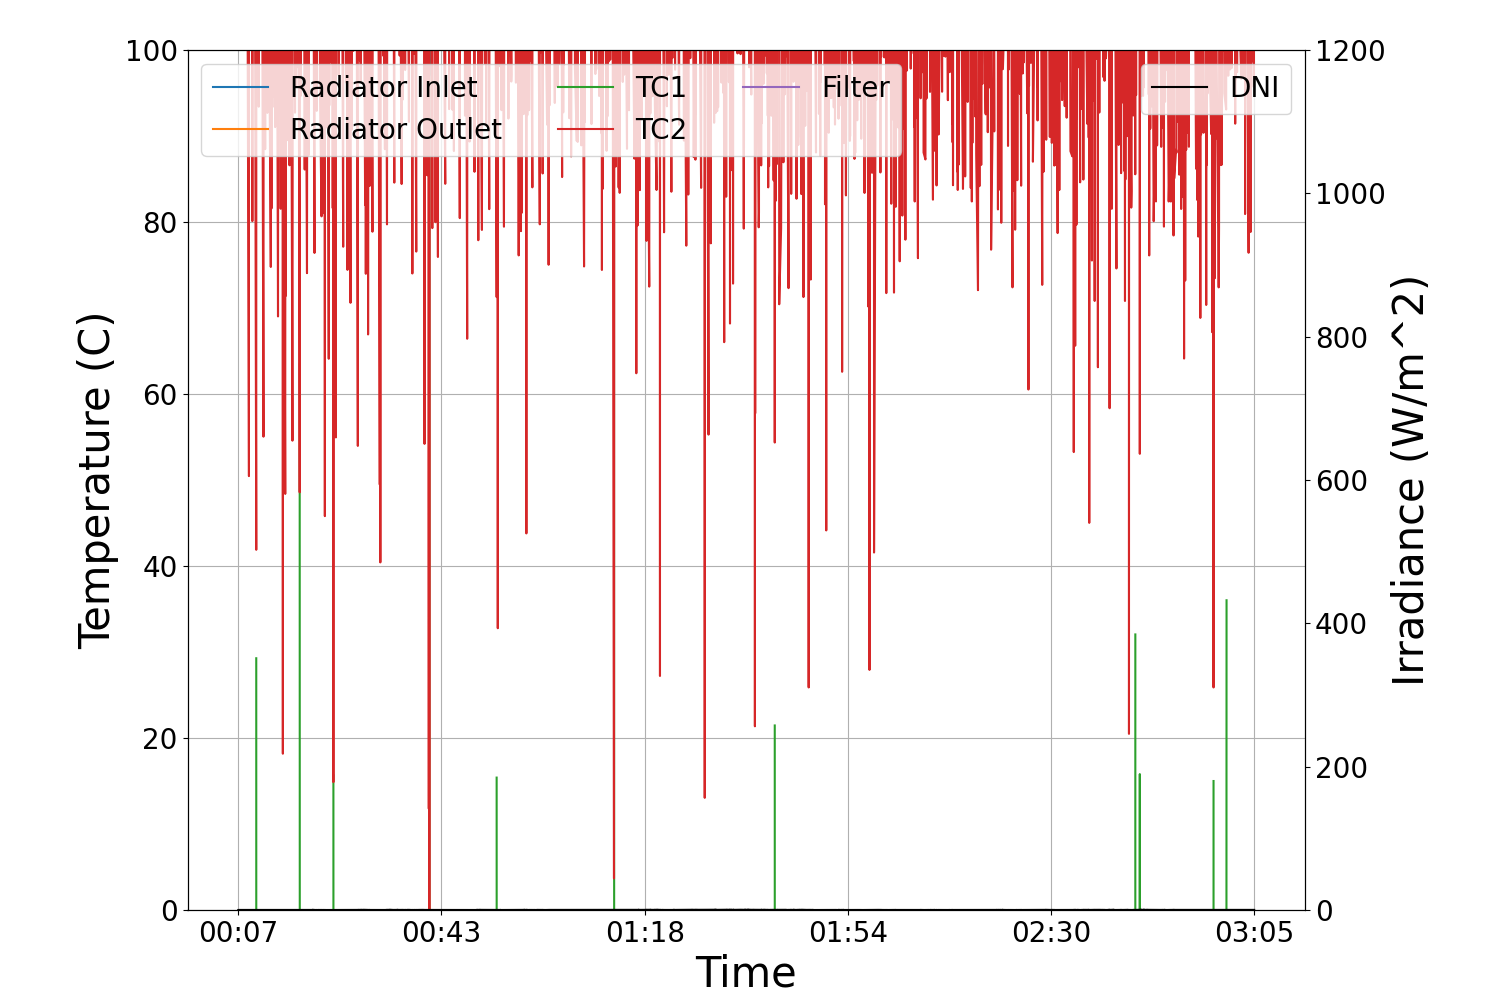 100
80
60
40
20
0
Temperature (C)
Radiator Inlet
Radiator Outlet
TC1
TC2
Filter
DNI
1200
1000
800
600
400
200
0
Irradiance (W/m^2)
00:07
00:43
01:18
01:54
02:30
03:05
Time